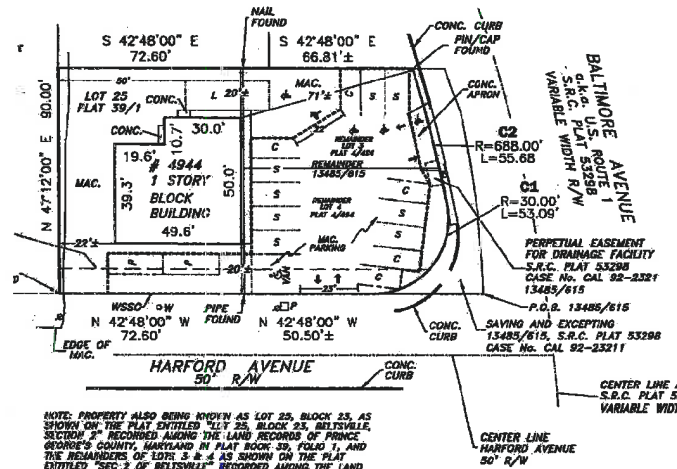 NAIL
FOUND
S 42°48'00" E
72.60'
S 42°48'00" E
66.81'±
CONC. CURB
PIN/CAP
FOUND
CONC.
APRON
BALTIMORE AVENUE
a.k.a. U.S. ROUTE 1
S.R.C. PLAT 53298
VARIABLE WIDTH R/W
50'
L
20'±
MAC.
71'±
LOT 25
PLAT 39/1
CONC.
CONC.
N 47°12'00" E 90.00'
10.7'
30.0'
19.6'
# 4944
1 STORY
BLOCK
BUILDING
39.3'
50.0'
49.6'
MAC.
22'±
22'
REMAINDER
LOT 3
PLAT 4/494
REMAINDER
13485/615
REMAINDER
LOT 4
PLAT 4/494
MAC.
PARKING
VAN
20'±
23'
P
P
C
C
C
C
C
S
S
S
S
S
S
S
S
C2
R=688.00'
L=55.68
C1
R=30.00'
L=53.09'
PERPETUAL EASEMENT
FOR DRAINAGE FACILITY
S.R.C. PLAT 53298
CASE No. CAL 92-2321
13485/615
P.O.B. 13485/615
SAVING AND EXCEPTING
13485/615, S.R.C. PLAT 53298
CASE No. CAL 92-23211
WSSC
W
PIPE
FOUND
P
N 42°48'00" W
72.60'
N 42°48'00" W
50.50'±
CONC.
CURB
EDGE OF
MAC.
HARFORD AVENUE
50' R/W
CONC.
CURB
CENTER LINE
S.R.C. PLAT 5
VARIABLE WIDT
CENTER LINE
HARFORD AVENUE
50' R/W
NOTE: PROPERTY ALSO BEING KNOWN AS LOT 25, BLOCK 23, AS
SHOWN ON THE PLAT ENTITLED "LOT 25, BLOCK 23, BELTSVILLE,
SECTION 2" RECORDED AMONG THE LAND RECORDS OF PRINCE
GEORGE'S COUNTY, MARYLAND IN PLAT BOOK 39, FOLIO 1, AND
THE REMAINDERS OF LOTS 3 & 4 AS SHOWN ON THE PLAT
ENTITLED "SEC. 2 OF BELTSVILLE" RECORDED AMONG THE LAND